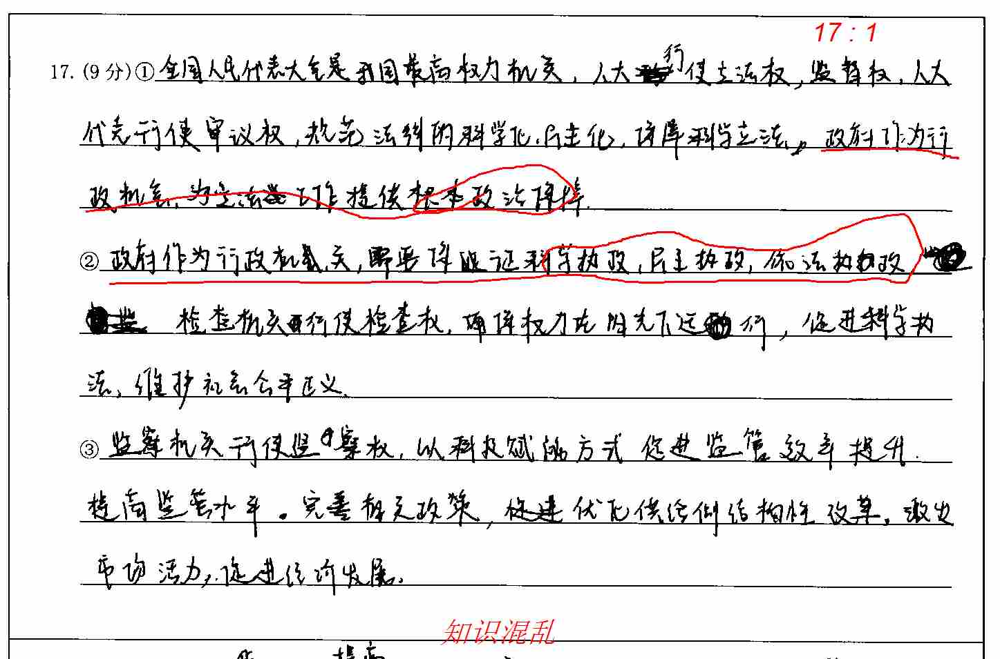 17 : 1
17. (9 分) ① 全国人民代表大会是我国最高权力机关，人大行使立法权，监督权，人大
代表行使审议权，规范法律的科学化、民主化，保障科学立法。政府作为行
政机关，为立法工作提供根本政治保障.
② 政府作为行政机关，需要保证科学执政，民主执政，依法执政
检查机关行使检查权，确保权力在阳光下运行，促进科学执
法，维护社会公平正义.
③ 监察机关行使监察权，以科技赋能方式促进监管效率提升.
提高监管水平。完善相关政策，促进优化供给侧结构性改革。激发
市场活力，促进经济发展。
知识混乱
提高